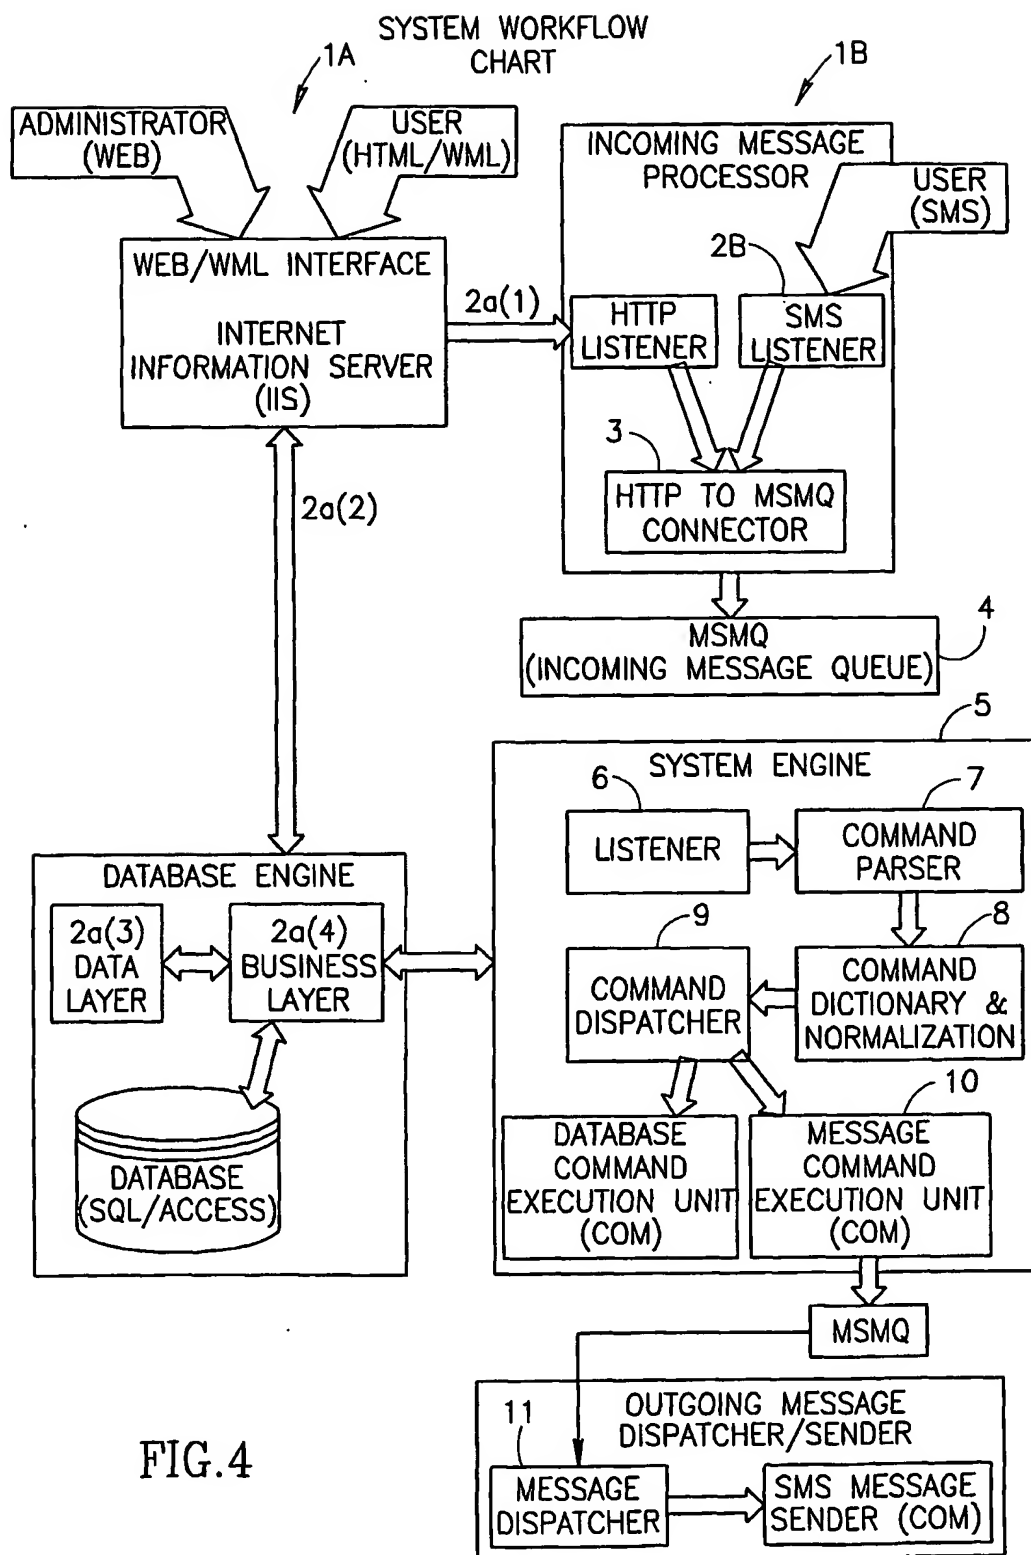 SYSTEM WORKFLOW
CHART
1A
1B
ADMINISTRATOR
(WEB)
USER
(HTML/WML)
INCOMING MESSAGE
PROCESSOR
USER
(SMS)
WEB/WML INTERFACE
INTERNET
INFORMATION SERVER
(IIS)
2a(1)
2B
HTTP
LISTENER
SMS
LISTENER
3
HTTP TO MSMQ
CONNECTOR
2a(2)
4
MSMQ
(INCOMING MESSAGE QUEUE)
5
SYSTEM ENGINE
6
LISTENER
7
COMMAND
PARSER
DATABASE ENGINE
2a(3)
DATA
LAYER
2a(4)
BUSINESS
LAYER
9
COMMAND
DISPATCHER
8
COMMAND
DICTIONARY &
NORMALIZATION
DATABASE
(SQL/ACCESS)
DATABASE
COMMAND
EXECUTION UNIT
(COM)
10
MESSAGE
COMMAND
EXECUTION UNIT
(COM)
MSMQ
OUTGOING MESSAGE
DISPATCHER/SENDER
11
MESSAGE
DISPATCHER
SMS MESSAGE
SENDER (COM)
FIG.4